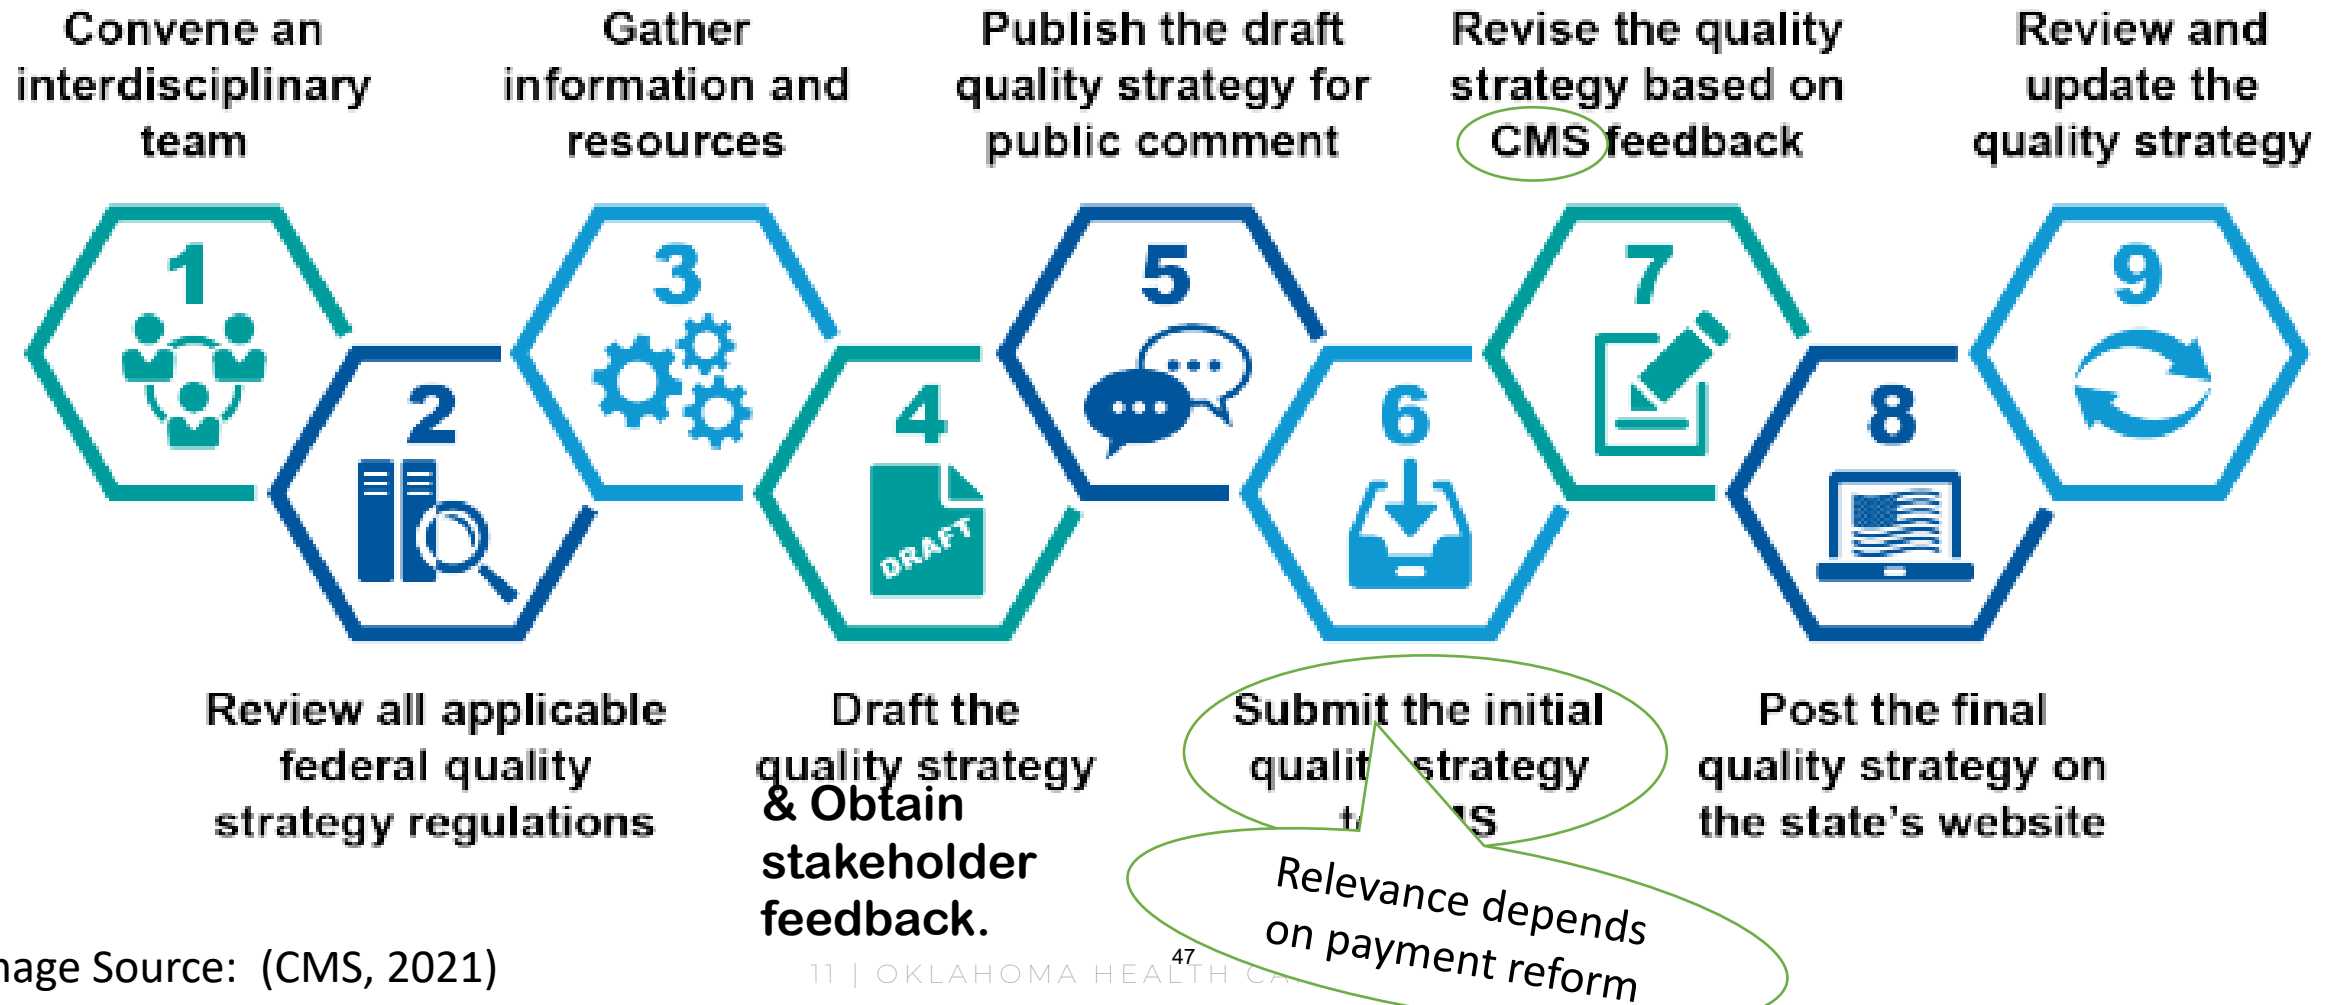 Convene an
interdisciplinary
team
Gather
information and
resources
Publish the draft
quality strategy for
public comment
Revise the quality
strategy based on
CMS feedback
Review and
update the
quality strategy
1
2
3
4
DRAFT
5
6
7
8
9
Review all applicable
federal quality
strategy regulations
Draft the
quality strategy
& Obtain
stakeholder
feedback.
Submit the initial
strategy
Post the final
quality strategy on
the state's website
Relevance depends
on payment reform
Source: (CMS, 2021)
11 | OKLAHOMA HEALTH
47